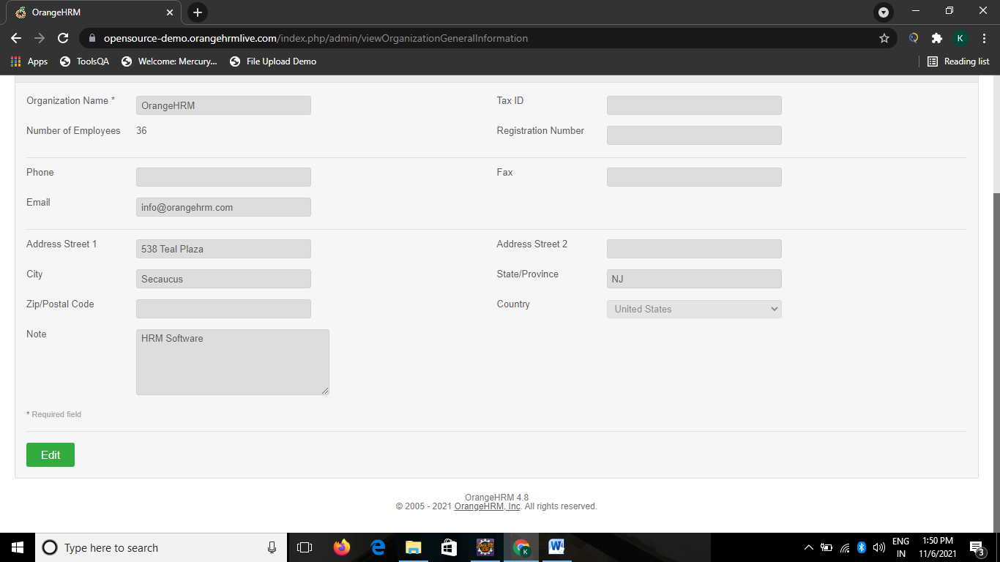 OrangeHRM
opensource-demo.orangehrmlive.com/index.php/admin/viewOrganizationGeneralInformation
K
Apps ToolsQA Welcome: Mercury... File Upload Demo Reading list
Organization Name * OrangeHRM Tax ID
Number of Employees 36 Registration Number
Phone Fax
Email info@orangehrm.com
Address Street 1 538 Teal Plaza Address Street 2
City Secaucus State/Province NJ
Zip/Postal Code Country United States
Note HRM Software
* Required field
Edit
OrangeHRM 4.8
© 2005 - 2021 OrangeHRM, Inc. All rights reserved.
Type here to search
K
ENG
IN
1:50 PM
11/6/2021
3